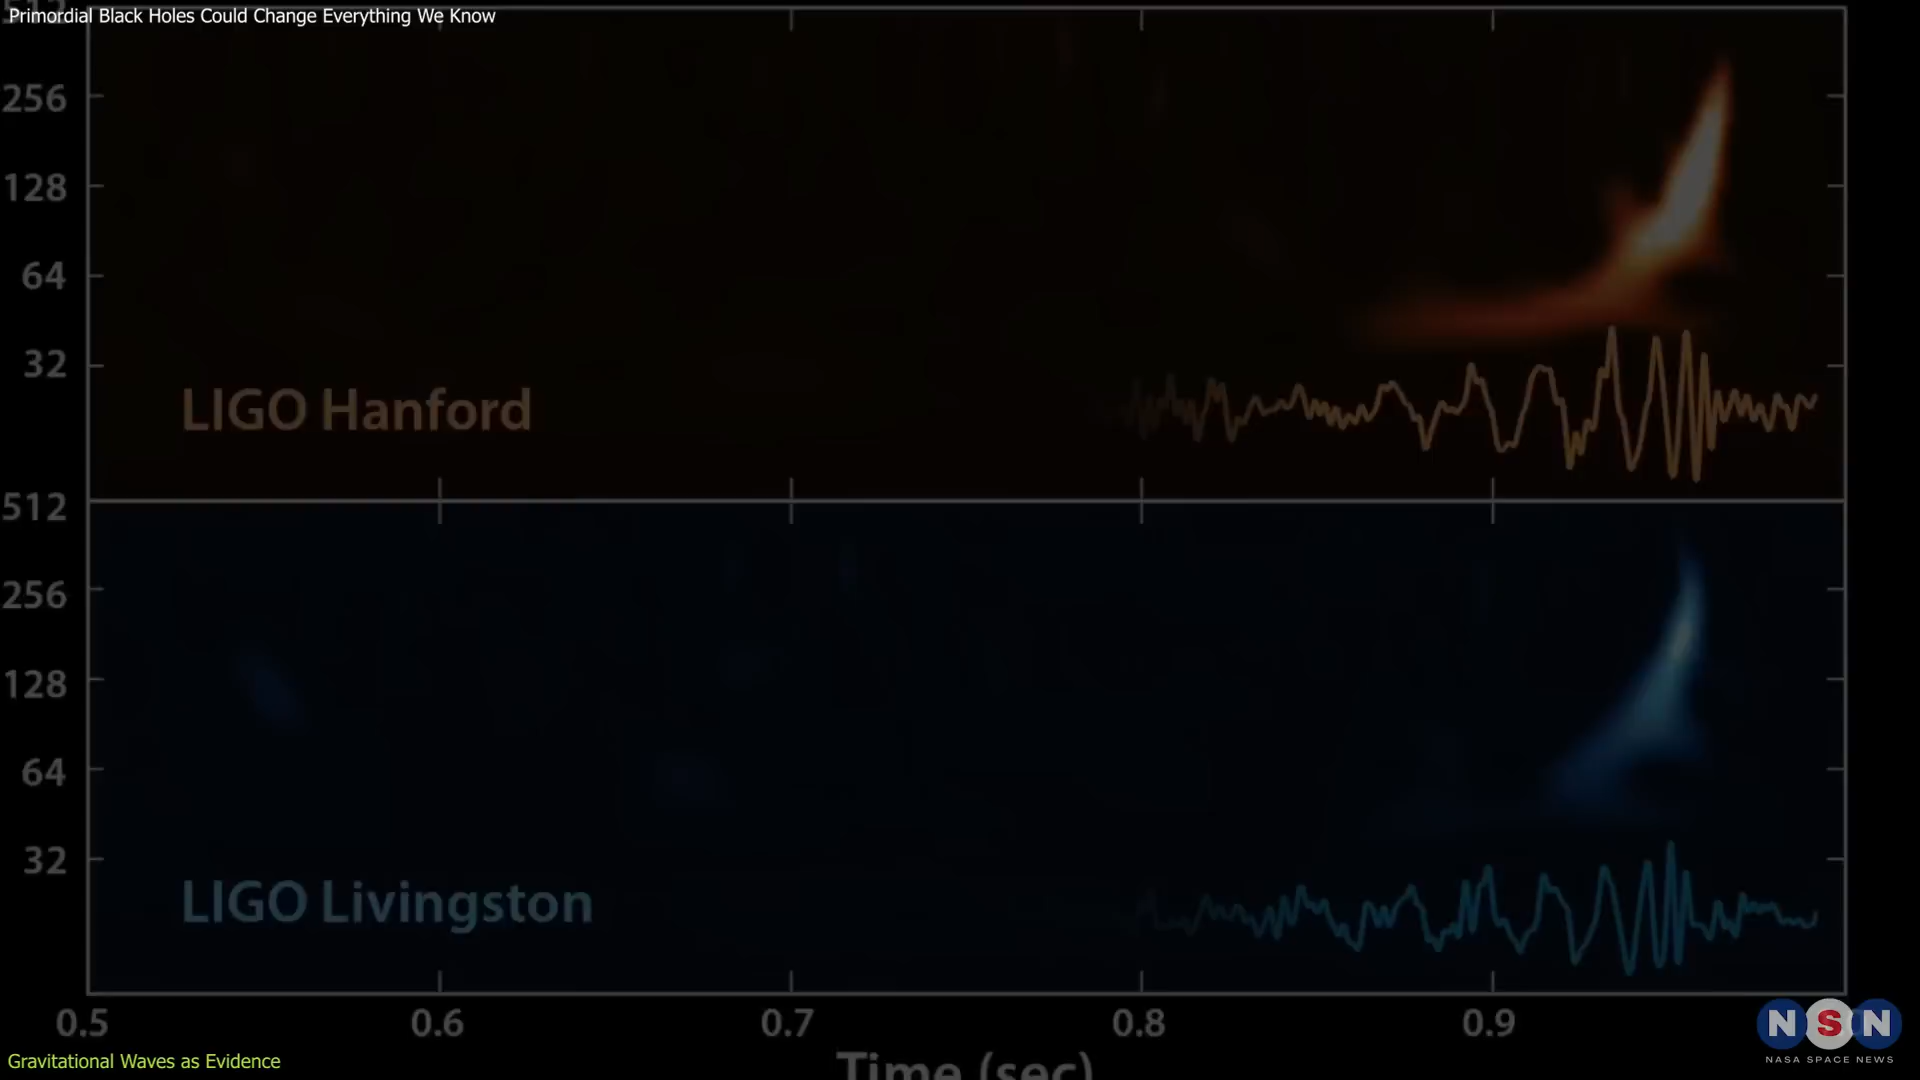 512
Primordial Black Holes Could Change Everything We Know
256
128
64
32
LIGO Hanford
512
256
128
64
32
LIGO Livingston
0.5 0.6 0.7 0.8 0.9
Time (sec)
NSN
NASA SPACE NEWS
Gravitational Waves as Evidence